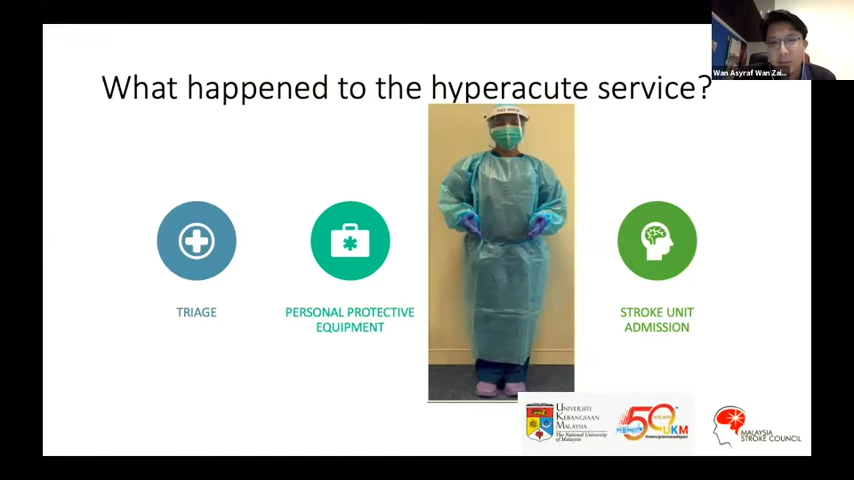 Wan Asyraf Wan Zai...
What happened to the hyperacute service?
TRIAGE
PERSONAL PROTECTIVE
EQUIPMENT
STROKE UNIT
ADMISSION
UNIVERSITI
KEBANGSAAN
MALAYSIA
The National University
of Malaysia
50
UKM
MALAYSIA
STROKE COUNCIL